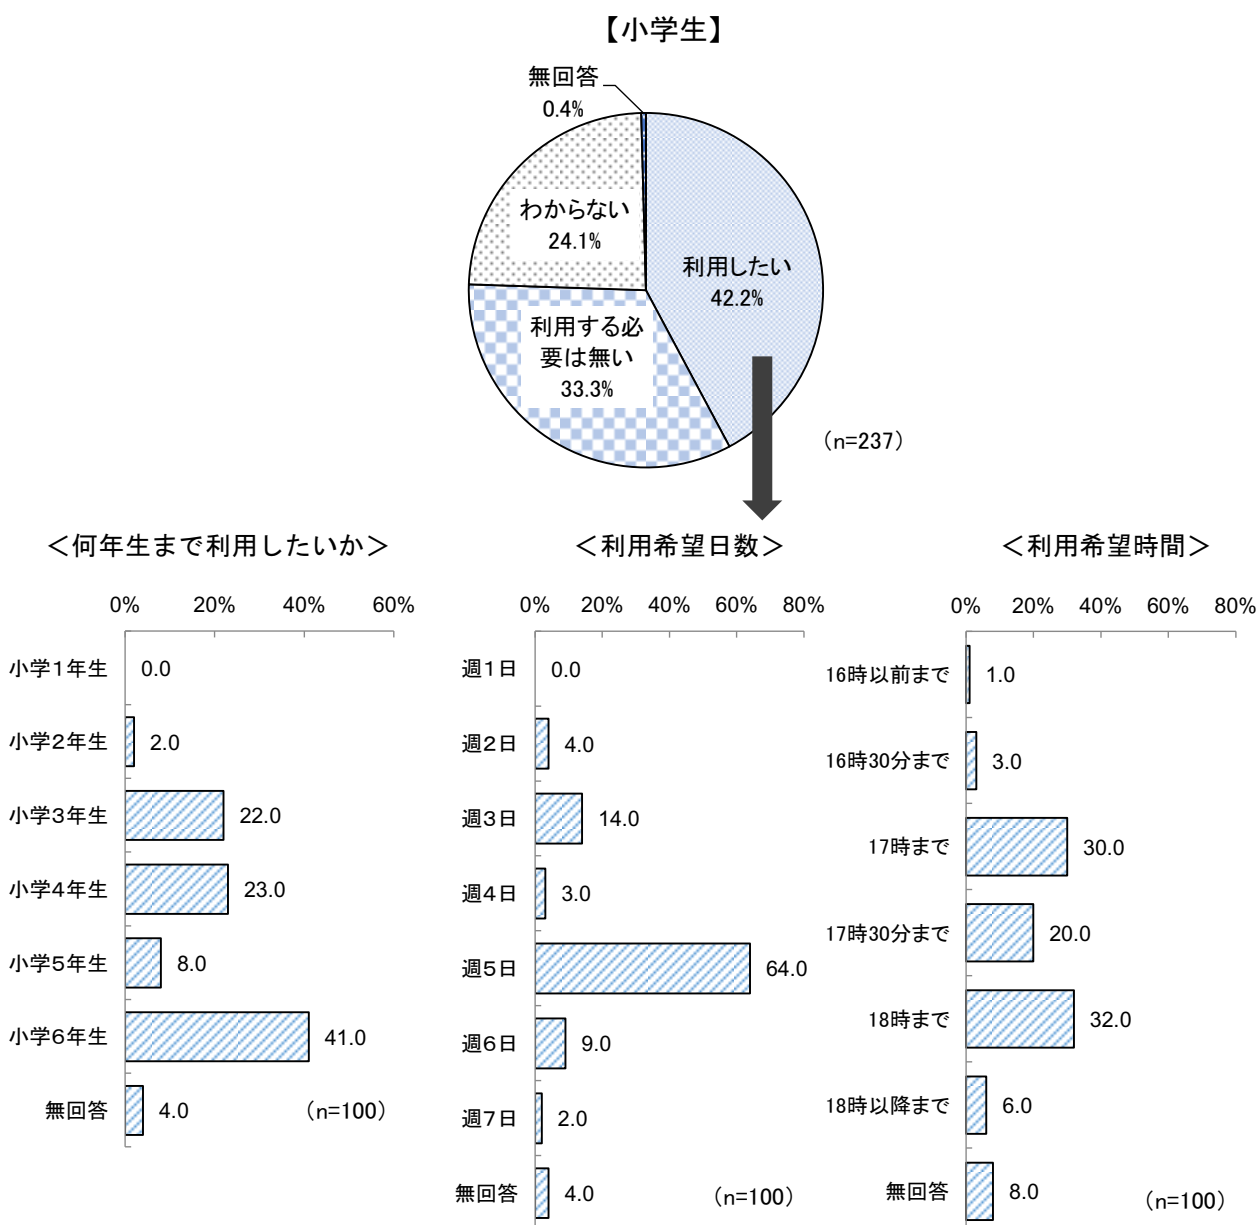 【小学生】
無回答
0.4%
わからない
24.1%
利用したい
42.2%
利用する必
要は無い
33.3%
（n=237）
＜何年生まで利用したいか＞
0% 20% 40% 60%
小学１年生 0.0
小学２年生 2.0
小学３年生 22.0
小学４年生 23.0
小学５年生 8.0
小学６年生 41.0
無回答 4.0
（n=100）
＜利用希望日数＞
0% 20% 40% 60% 80%
週１日 0.0
週２日 4.0
週３日 14.0
週４日 3.0
週５日 64.0
週６日 9.0
週７日 2.0
無回答 4.0
（n=100）
＜利用希望時間＞
0% 20% 40% 60% 80%
16時以前まで 1.0
16時30分まで 3.0
17時まで 30.0
17時30分まで 20.0
18時まで 32.0
18時以降まで 6.0
無回答 8.0
（n=100）